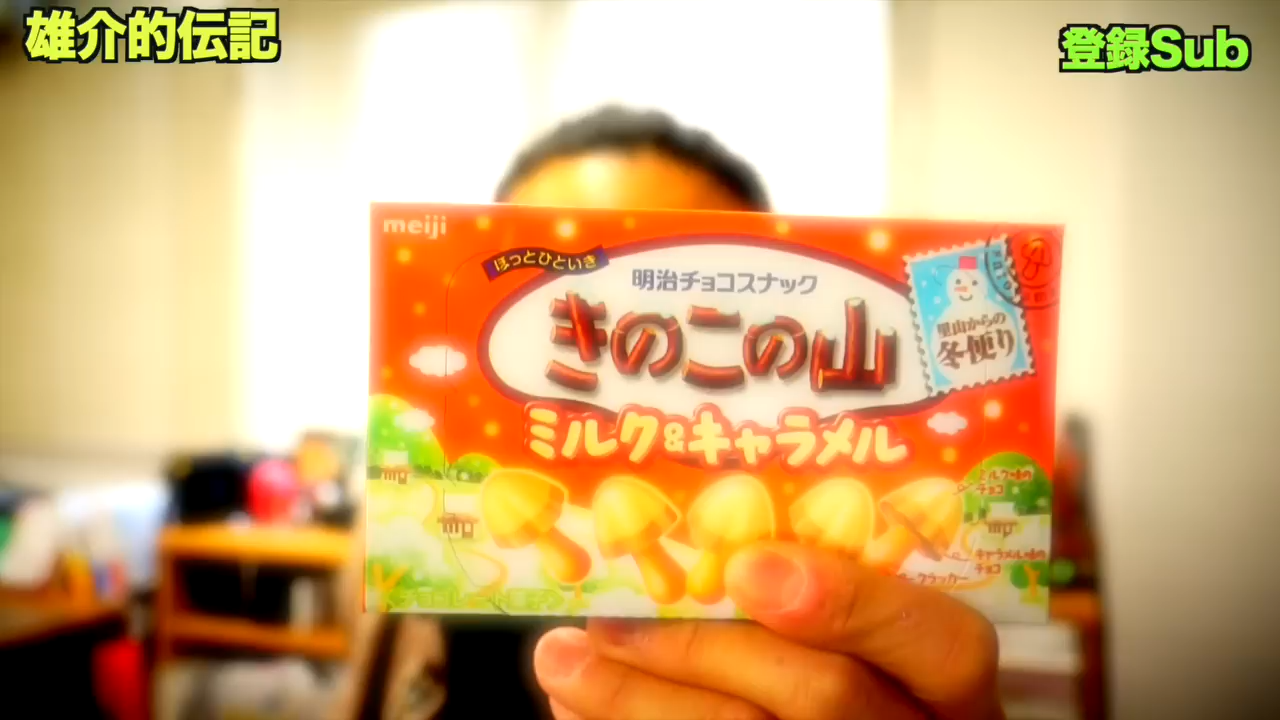 雄介的伝記
登録Sub
meiji
ほっとひといき
明治チョコスナック
きのこの山
ミルク&キャラメル
里山からの
冬便り
ミルク味の
チョコ
キャラメル味の
チョコ